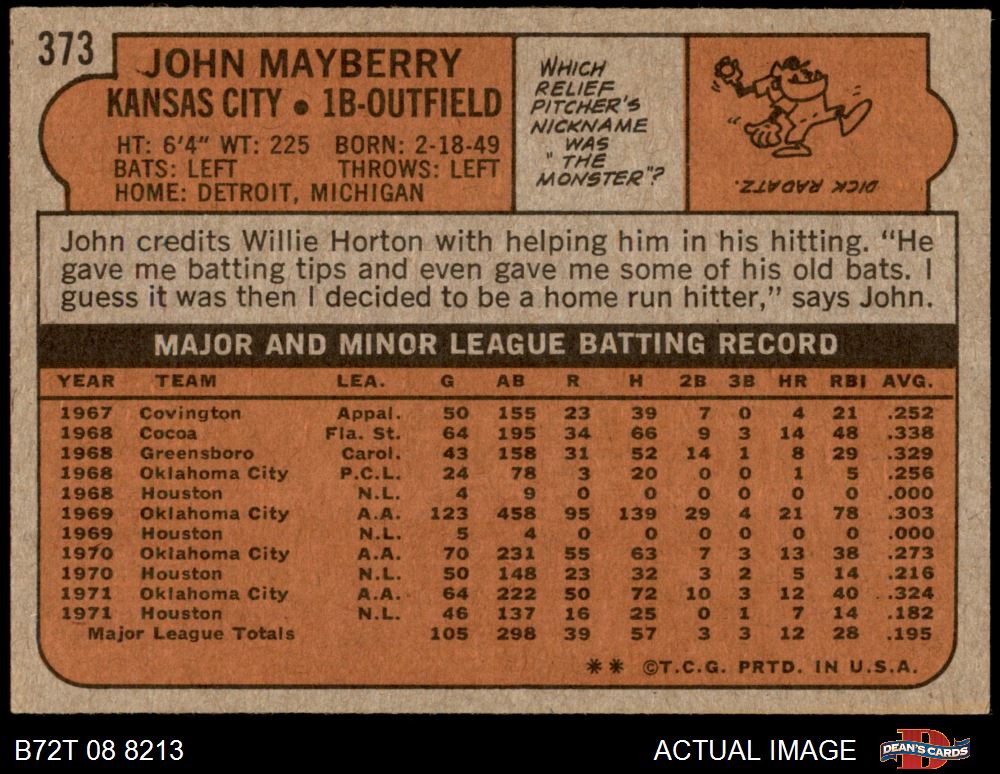 373
JOHN MAYBERRY
KANSAS CITY • 1B-OUTFIELD
HT: 6'4" WT: 225 BORN: 2-18-49
BATS: LEFT THROWS: LEFT
HOME: DETROIT, MICHIGAN
WHICH
RELIEF
PITCHER'S
NICKNAME
WAS
"THE
MONSTER"?
DICK RADATZ.
John credits Willie Horton with helping him in his hitting. "He
gave me batting tips and even gave me some of his old bats. I
guess it was then I decided to be a home run hitter," says John.
MAJOR AND MINOR LEAGUE BATTING RECORD
YEAR TEAM LEA. G AB R H 2B 3B HR RBI AVG.
1967 Covington Appal. 50 155 23 39 7 0 4 21 .252
1968 Cocoa Fla. St. 64 195 34 66 9 3 14 48 .338
1968 Greensboro Carol. 43 158 31 52 14 1 8 29 .329
1968 Oklahoma City P.C.L. 24 78 3 20 0 0 1 5 .256
1968 Houston N.L. 4 9 0 0 0 0 0 0 .000
1969 Oklahoma City A.A. 123 458 95 139 29 4 21 78 .303
1969 Houston N.L. 5 4 0 0 0 0 0 0 .000
1970 Oklahoma City A.A. 70 231 55 63 7 3 13 38 .273
1970 Houston N.L. 50 148 23 32 3 2 5 14 .216
1971 Oklahoma City A.A. 64 222 50 72 10 3 12 40 .324
1971 Houston N.L. 46 137 16 25 0 1 7 14 .182
Major League Totals 105 298 39 57 3 3 12 28 .195
** ©T.C.G. PRTD. IN U.S.A.
B72T 08 8213 ACTUAL IMAGE DEAN'S CARDS